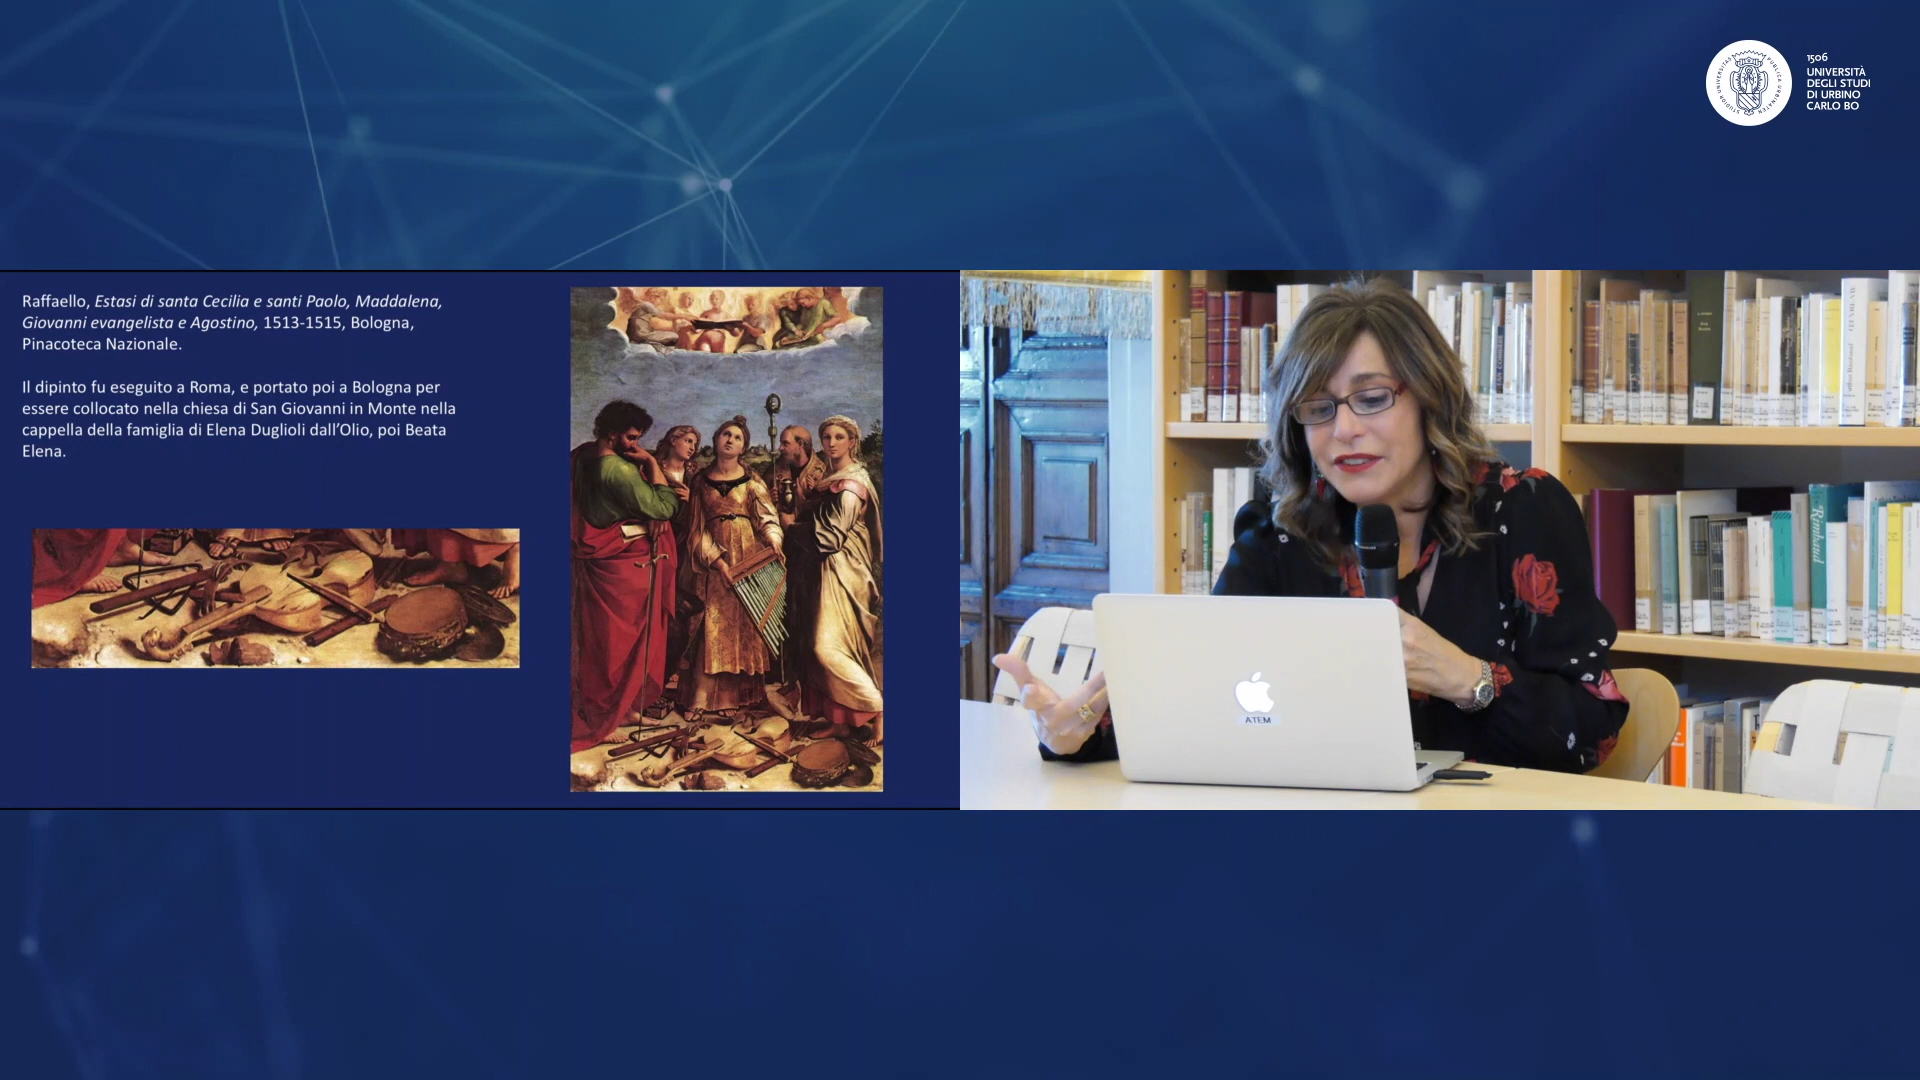 1506
UNIVERSITÀ
DEGLI STUDI
DI URBINO
CARLO BO
Raffaello, Estasi di santa Cecilia e santi Paolo, Maddalena,
Giovanni evangelista e Agostino, 1513-1515, Bologna,
Pinacoteca Nazionale.
Il dipinto fu eseguito a Roma, e portato poi a Bologna per
essere collocato nella chiesa di San Giovanni in Monte nella
cappella della famiglia di Elena Duglioli dall’Olio, poi Beata
Elena.
Rimbaud
ATEM